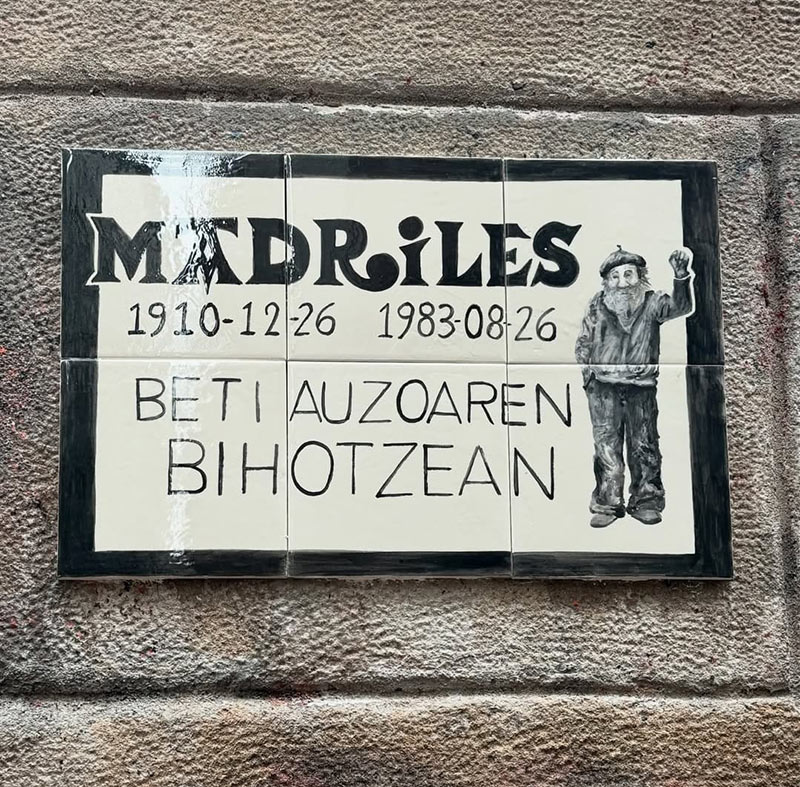 MADRiLES
1910-12-26 1983-08-26
BETI AUZOAREN
BIHOTZEAN